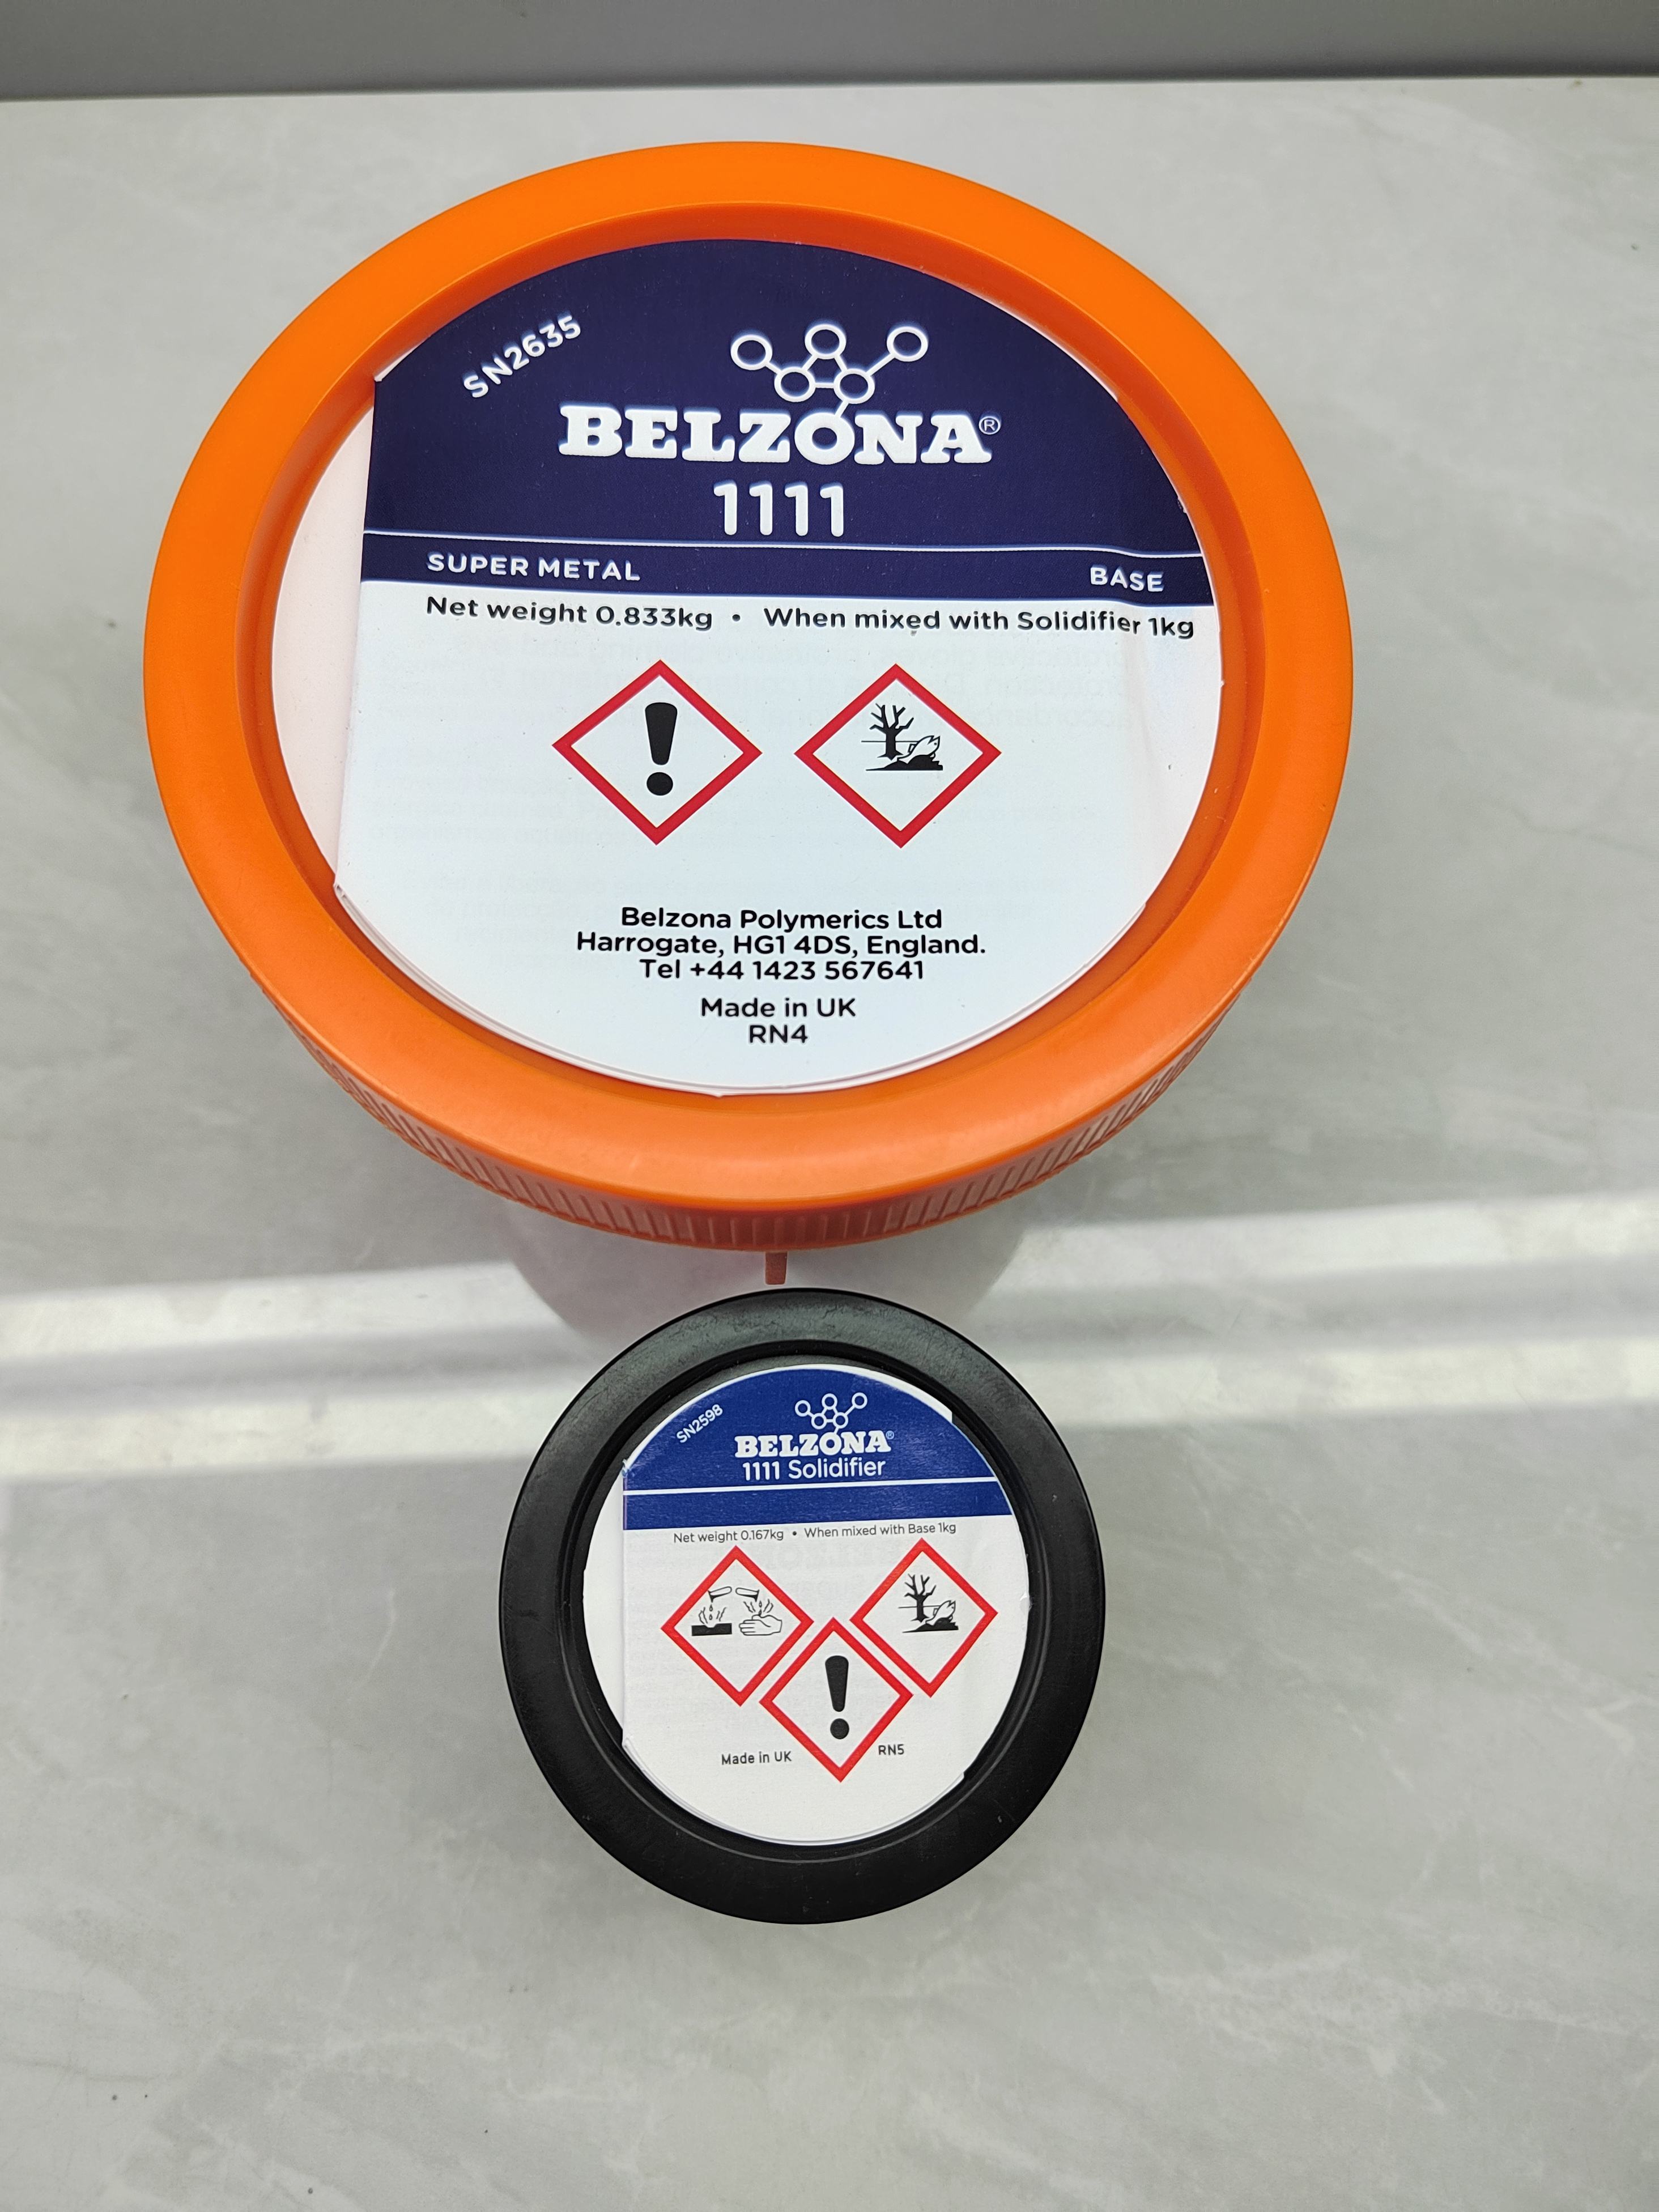 SN2635
BELZONA®
1111
SUPER METAL BASE
Net weight 0.833kg • When mixed with Solidifier 1kg
Belzona Polymerics Ltd
Harrogate, HG1 4DS, England.
Tel +44 1423 567641
Made in UK
RN4
SN2598
BELZONA®
1111 Solidifier
Net weight 0.167kg • When mixed with Base 1kg
Made in UK RN5